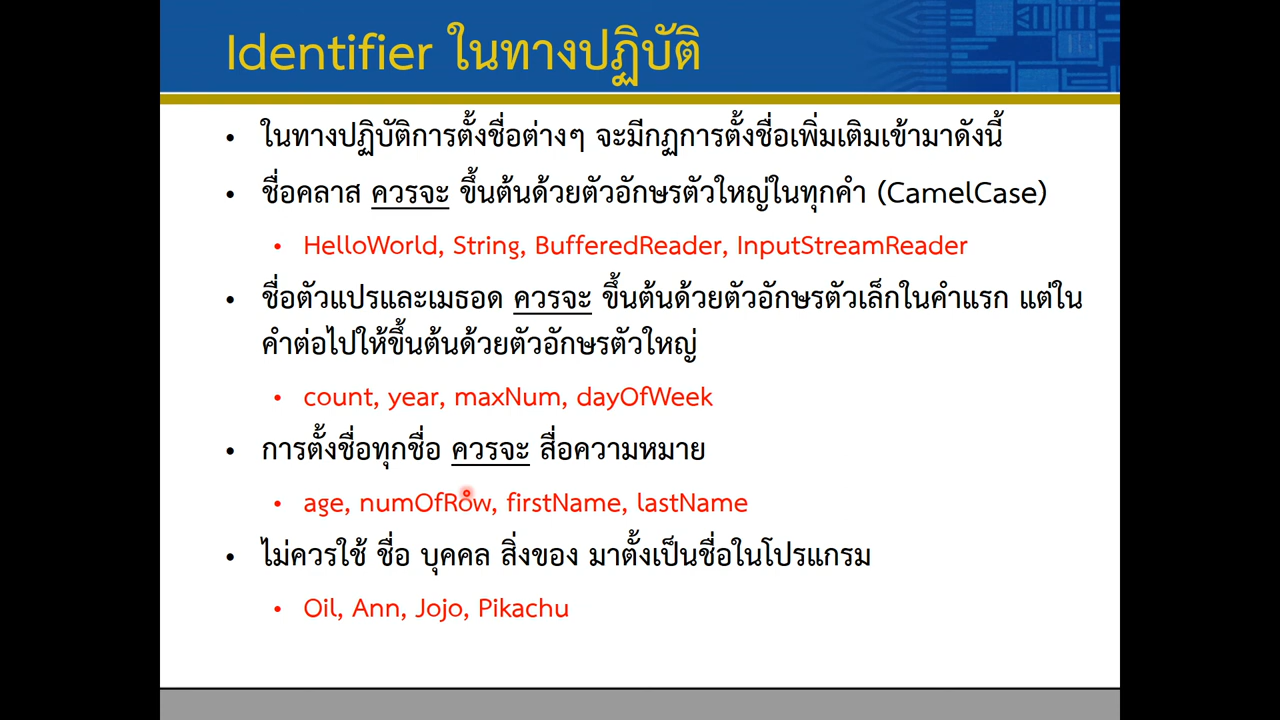 Identifier ในทางปฏิบัติ
• ในทางปฏิบัติการตั้งชื่อต่างๆ จะมีกฏการตั้งชื่อเพิ่มเติมเข้ามาดังนี้
• ชื่อคลาส ควรจะ ขึ้นต้นด้วยตัวอักษรตัวใหญ่ในทุกคำ (CamelCase)
• HelloWorld, String, BufferedReader, InputStreamReader
• ชื่อตัวแปรและเมธอด ควรจะ ขึ้นต้นด้วยตัวอักษรตัวเล็กในคำแรก แต่ใน
คำต่อไปให้ขึ้นต้นด้วยตัวอักษรตัวใหญ่
• count, year, maxNum, dayOfWeek
• การตั้งชื่อทุกชื่อ ควรจะ สื่อความหมาย
• age, numOfRow, firstName, lastName
• ไม่ควรใช้ ชื่อ บุคคล สิ่งของ มาตั้งเป็นชื่อในโปรแกรม
• Oil, Ann, Jojo, Pikachu